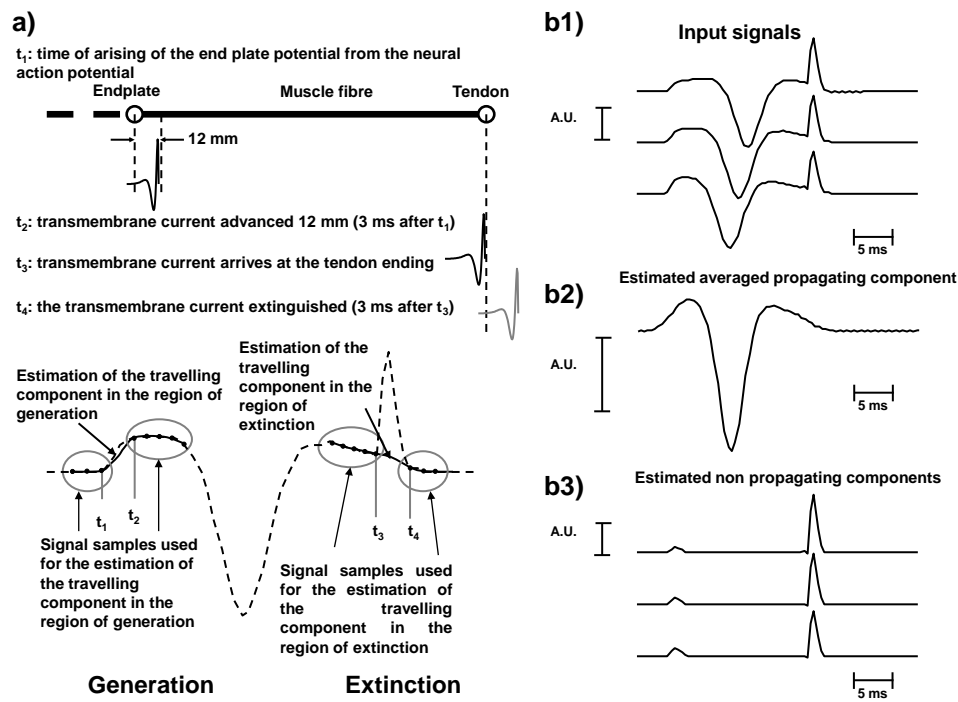 a)
t1: time of arising of the end plate potential from the neural
action potential
Endplate
Muscle fibre
Tendon
12 mm
t2: transmembrane current advanced 12 mm (3 ms after t1)
t3: transmembrane current arrives at the tendon ending
t4: the transmembrane current extinguished (3 ms after t3)
Estimation of the travelling
component in the region of
generation
Estimation of the
travelling
component in the
region of
extinction
t1
t2
t3
t4
Signal samples used
for the estimation of
the travelling
component in the
region of generation
Signal samples used
for the estimation of
the travelling
component in the
region of extinction
Generation
Extinction
b1)
Input signals
A.U.
5 ms
b2)
Estimated averaged propagating component
A.U.
5 ms
b3)
Estimated non propagating components
A.U.
5 ms